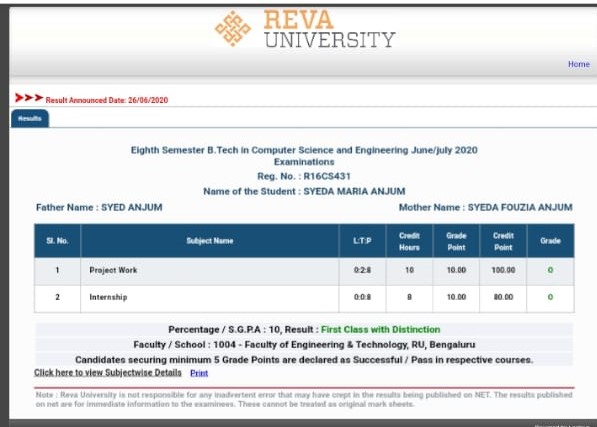 REVA
UNIVERSITY
Home
Result Announced Date: 26/06/2020
Results
Eighth Semester B.Tech in Computer Science and Engineering June/july 2020
Examinations
Reg. No. : R16CS431
Name of the Student : SYEDA MARIA ANJUM
Father Name : SYED ANJUM Mother Name : SYEDA FOUZIA ANJUM
Sl. No. Subject Name L:T:P Credit Hours Grade Point Credit Point Grade
1 Project Work 0:2:8 10 10.00 100.00 O
2 Internship 0:0:8 8 10.00 80.00 O
Percentage / S.G.P.A : 10, Result : First Class with Distinction
Faculty / School : 1004 - Faculty of Engineering & Technology, RU, Bengaluru
Candidates securing minimum 5 Grade Points are declared as Successful / Pass in respective courses.
Click here to view Subjectwise Details Print
Note : Reva University is not responsible for any inadvertent error that may have crept in the results being published on NET. The results published
on net are for immediate information to the examinees. These cannot be treated as original mark sheets.